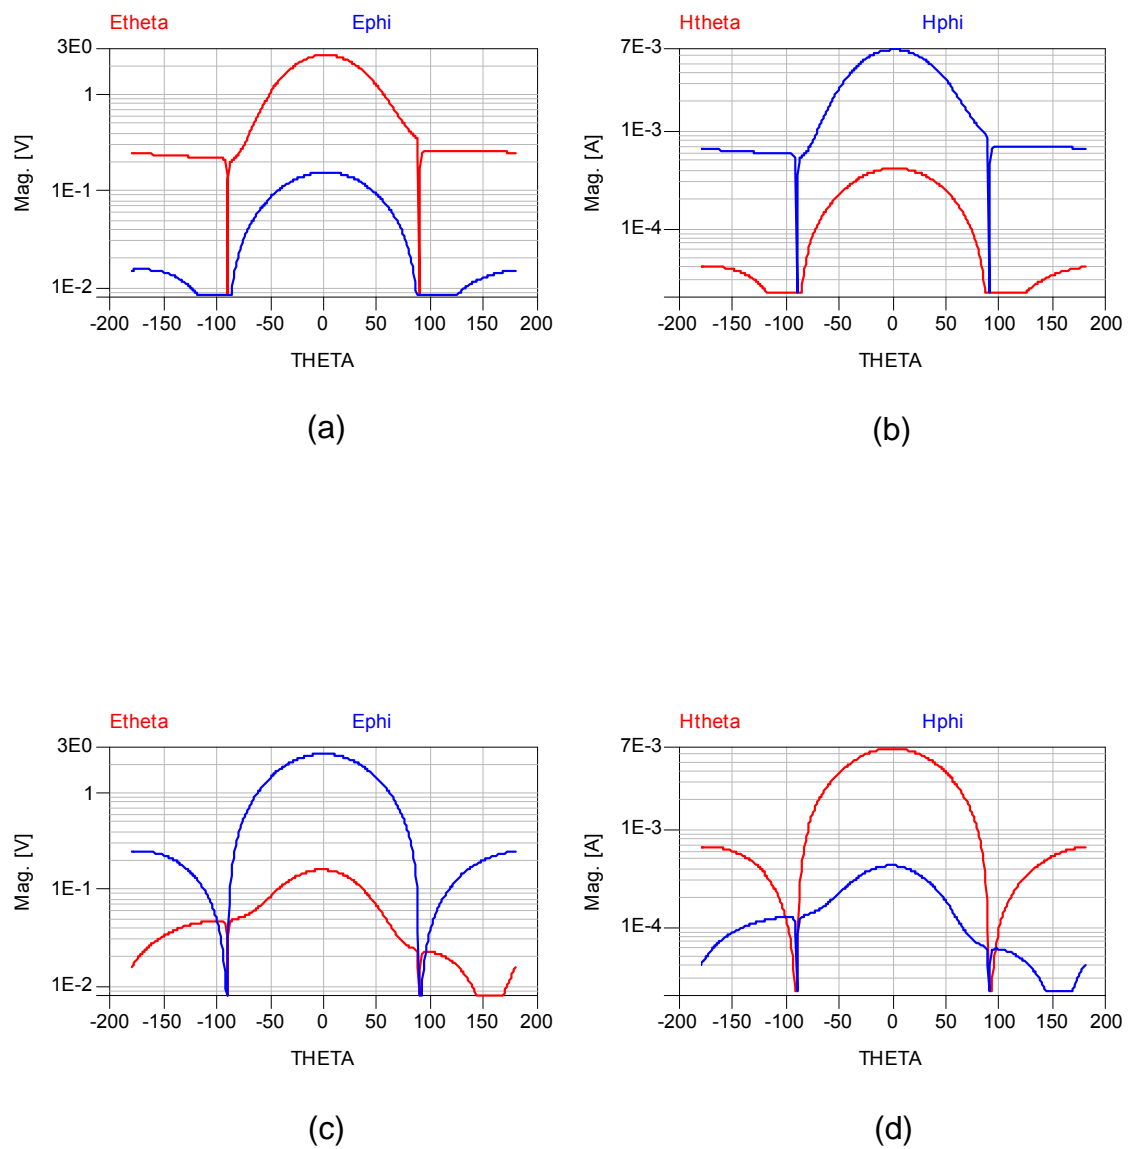 Etheta Ephi
3E0
1
1E-1
1E-2
Mag. [V]
-200 -150 -100 -50 0 50 100 150 200
THETA
(a)
Htheta Hphi
7E-3
1E-3
1E-4
Mag. [A]
-200 -150 -100 -50 0 50 100 150 200
THETA
(b)
Etheta Ephi
3E0
1
1E-1
1E-2
Mag. [V]
-200 -150 -100 -50 0 50 100 150 200
THETA
(c)
Htheta Hphi
7E-3
1E-3
1E-4
Mag. [A]
-200 -150 -100 -50 0 50 100 150 200
THETA
(d)